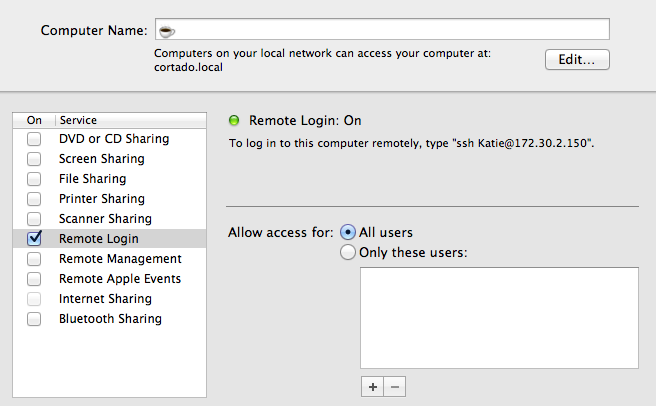 Computer Name: ☕
Computers on your local network can access your computer at:
cortado.local
Edit...
On Service
DVD or CD Sharing
Screen Sharing
File Sharing
Printer Sharing
Scanner Sharing
Remote Login
Remote Management
Remote Apple Events
Internet Sharing
Bluetooth Sharing
Remote Login: On
To log in to this computer remotely, type "ssh Katie@172.30.2.150".
Allow access for: All users
Only these users:
+ −